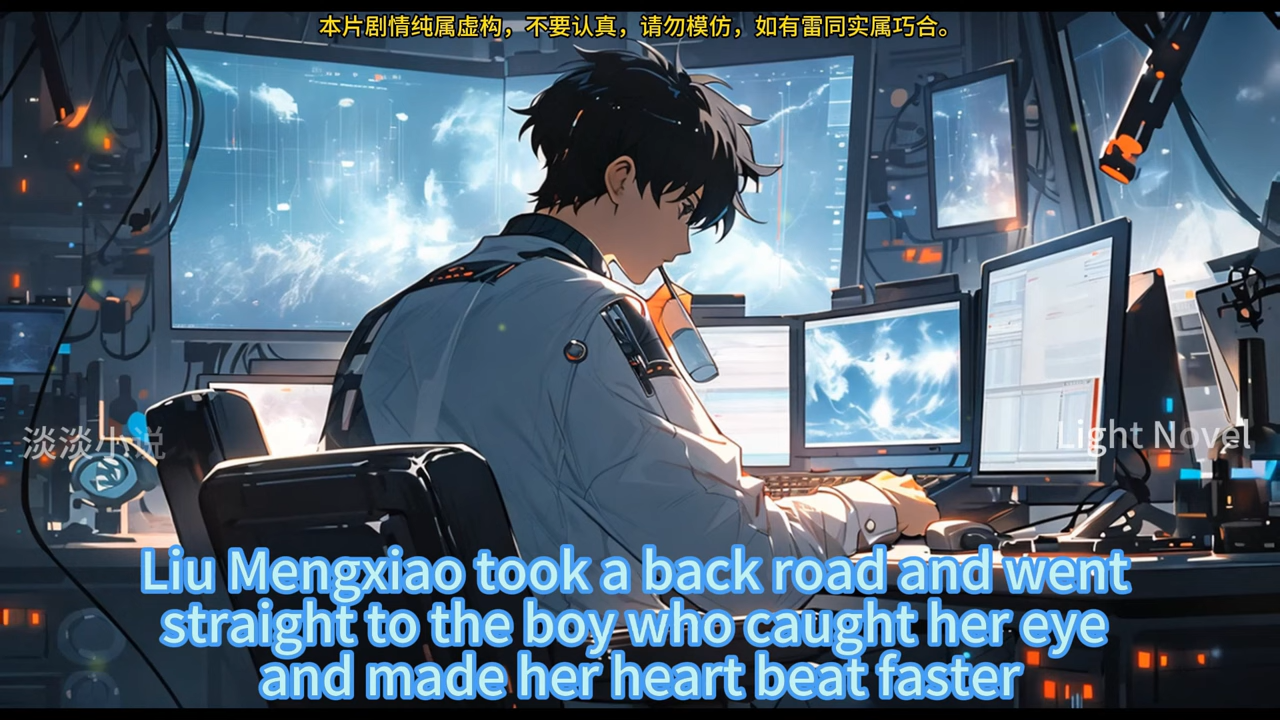 本片剧情纯属虚构，不要认真，请勿模仿，如有雷同实属巧合。
淡淡小说
Light Novel
Liu Mengxiao took a back road and went
straight to the boy who caught her eye
and made her heart beat faster